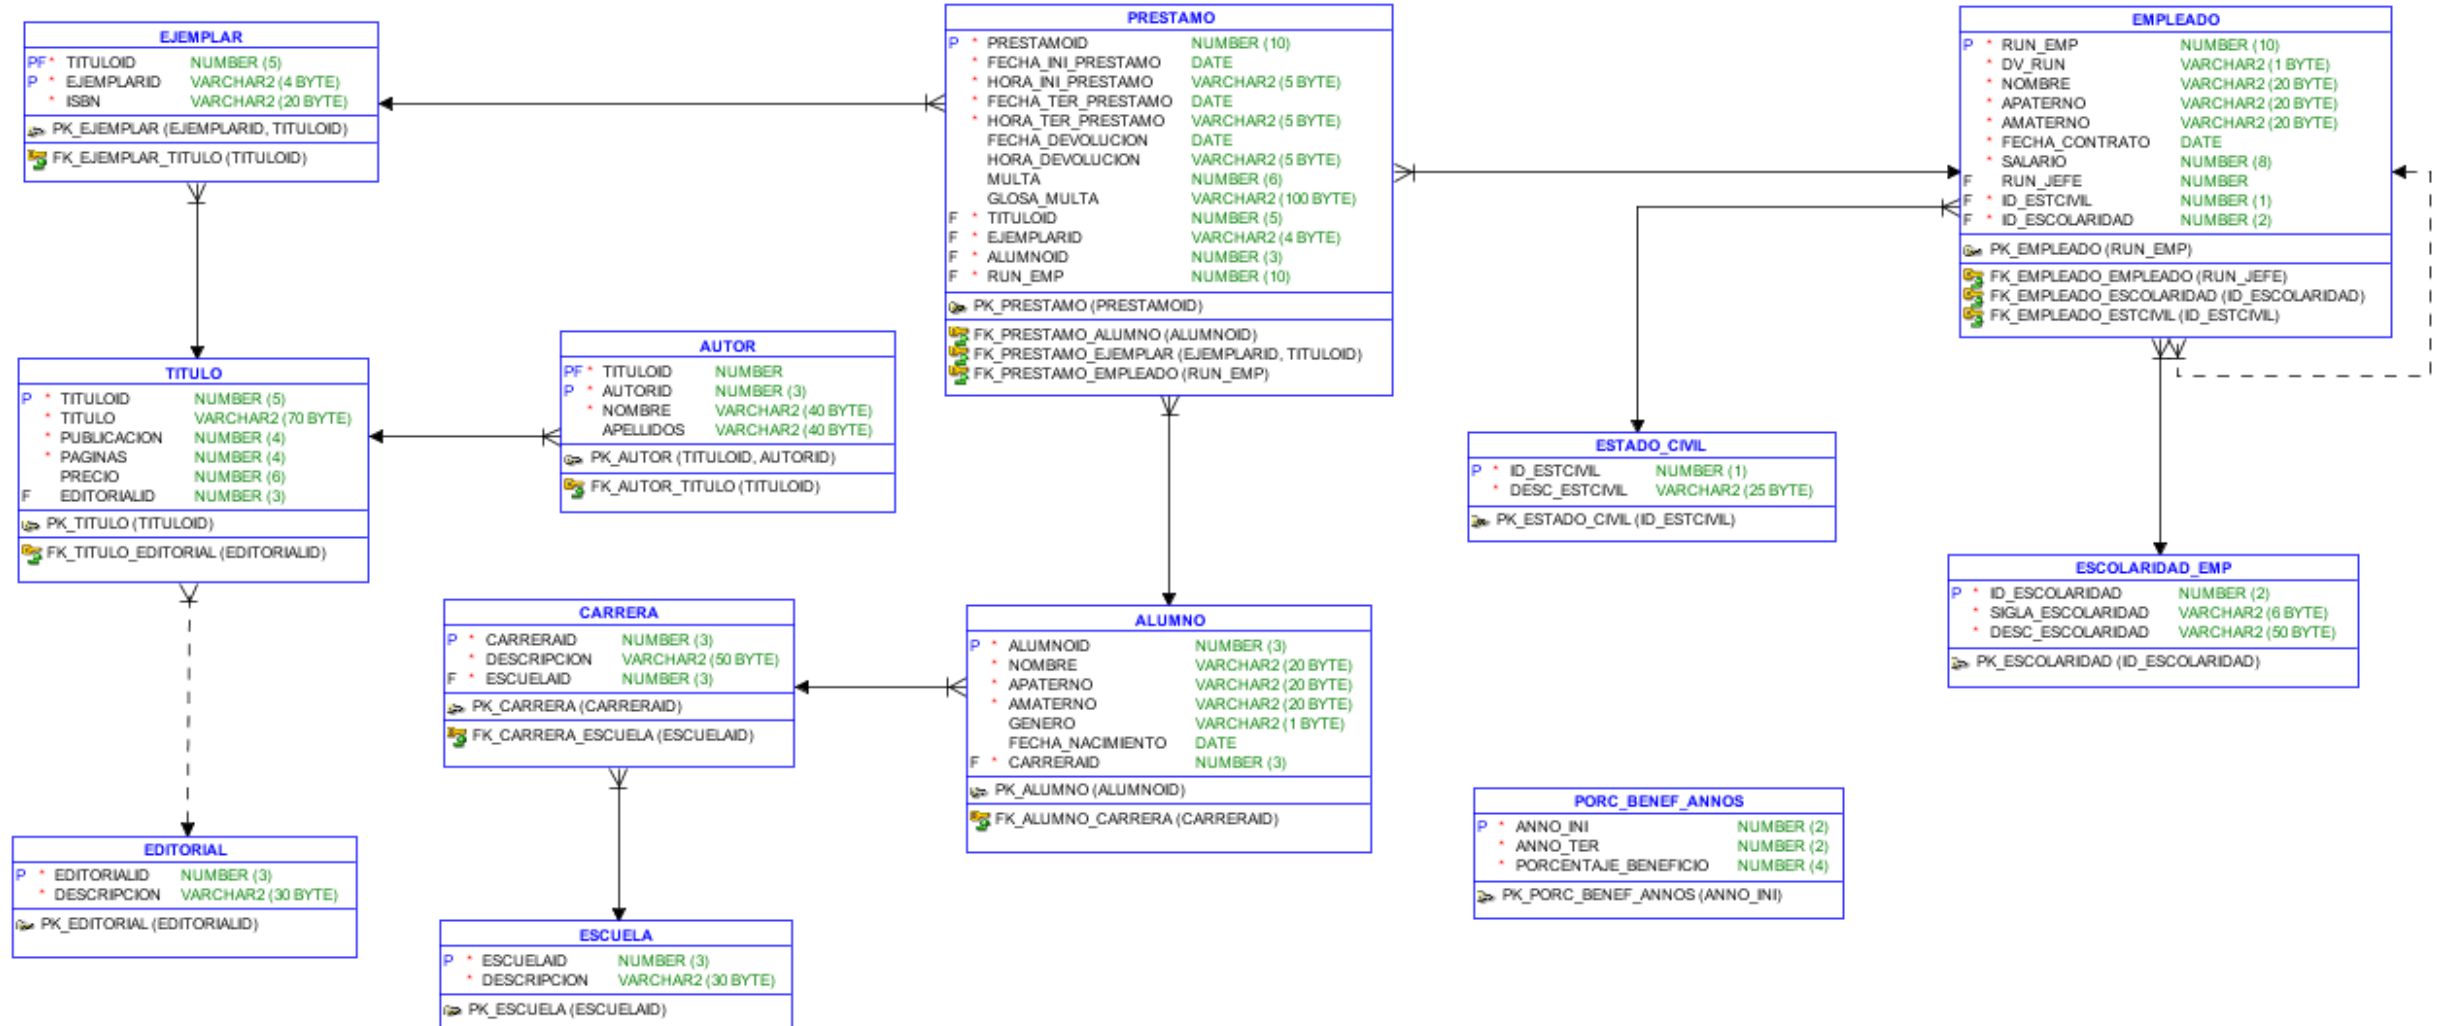 EJEMPLAR
PF * TITULOID NUMBER (5)
P * EJEMPLARID VARCHAR2 (4 BYTE)
* ISBN VARCHAR2 (20 BYTE)
PK_EJEMPLAR (EJEMPLARID, TITULOID)
FK_EJEMPLAR_TITULO (TITULOID)
PRESTAMO
P * PRESTAMOID NUMBER (10)
* FECHA_INI_PRESTAMO DATE
* HORA_INI_PRESTAMO VARCHAR2 (5 BYTE)
* FECHA_TER_PRESTAMO DATE
* HORA_TER_PRESTAMO VARCHAR2 (5 BYTE)
FECHA_DEVOLUCION DATE
HORA_DEVOLUCION VARCHAR2 (5 BYTE)
MULTA NUMBER (6)
GLOSA_MULTA VARCHAR2 (100 BYTE)
F * TITULOID NUMBER (5)
F * EJEMPLARID VARCHAR2 (4 BYTE)
F * ALUMNOID NUMBER (3)
F * RUN_EMP NUMBER (10)
PK_PRESTAMO (PRESTAMOID)
FK_PRESTAMO_ALUMNO (ALUMNOID)
FK_PRESTAMO_EJEMPLAR (EJEMPLARID, TITULOID)
FK_PRESTAMO_EMPLEADO (RUN_EMP)
EMPLEADO
P * RUN_EMP NUMBER (10)
* DV_RUN VARCHAR2 (1 BYTE)
* NOMBRE VARCHAR2 (20 BYTE)
* APATERNO VARCHAR2 (20 BYTE)
* AMATERNO VARCHAR2 (20 BYTE)
* FECHA_CONTRATO DATE
* SALARIO NUMBER (8)
F RUN_JEFE NUMBER
F * ID_ESTCIVIL NUMBER (1)
F * ID_ESCOLARIDAD NUMBER (2)
PK_EMPLEADO (RUN_EMP)
FK_EMPLEADO_EMPLEADO (RUN_JEFE)
FK_EMPLEADO_ESCOLARIDAD (ID_ESCOLARIDAD)
FK_EMPLEADO_ESTCIVIL (ID_ESTCIVIL)
TITULO
P * TITULOID NUMBER (5)
* TITULO VARCHAR2 (70 BYTE)
* PUBLICACION NUMBER (4)
* PAGINAS NUMBER (4)
PRECIO NUMBER (6)
F EDITORIALID NUMBER (3)
PK_TITULO (TITULOID)
FK_TITULO_EDITORIAL (EDITORIALID)
AUTOR
PF * TITULOID NUMBER
P * AUTORID NUMBER (3)
* NOMBRE VARCHAR2 (40 BYTE)
APELLIDOS VARCHAR2 (40 BYTE)
PK_AUTOR (TITULOID, AUTORID)
FK_AUTOR_TITULO (TITULOID)
ESTADO_CIVIL
P * ID_ESTCIVIL NUMBER (1)
* DESC_ESTCIVIL VARCHAR2 (25 BYTE)
PK_ESTADO_CIVIL (ID_ESTCIVIL)
ESCOLARIDAD_EMP
P * ID_ESCOLARIDAD NUMBER (2)
* SIGLA_ESCOLARIDAD VARCHAR2 (6 BYTE)
* DESC_ESCOLARIDAD VARCHAR2 (50 BYTE)
PK_ESCOLARIDAD (ID_ESCOLARIDAD)
CARRERA
P * CARRERAID NUMBER (3)
* DESCRIPCION VARCHAR2 (50 BYTE)
F * ESCUELAID NUMBER (3)
PK_CARRERA (CARRERAID)
FK_CARRERA_ESCUELA (ESCUELAID)
ALUMNO
P * ALUMNOID NUMBER (3)
* NOMBRE VARCHAR2 (20 BYTE)
* APATERNO VARCHAR2 (20 BYTE)
* AMATERNO VARCHAR2 (20 BYTE)
GENERO VARCHAR2 (1 BYTE)
FECHA_NACIMIENTO DATE
F * CARRERAID NUMBER (3)
PK_ALUMNO (ALUMNOID)
FK_ALUMNO_CARRERA (CARRERAID)
PORC_BENEF_ANNOS
P * ANNO_INI NUMBER (2)
* ANNO_TER NUMBER (2)
* PORCENTAJE_BENEFICIO NUMBER (4)
PK_PORC_BENEF_ANNOS (ANNO_INI)
EDITORIAL
P * EDITORIALID NUMBER (3)
* DESCRIPCION VARCHAR2 (30 BYTE)
PK_EDITORIAL (EDITORIALID)
ESCUELA
P * ESCUELAID NUMBER (3)
* DESCRIPCION VARCHAR2 (30 BYTE)
PK_ESCUELA (ESCUELAID)